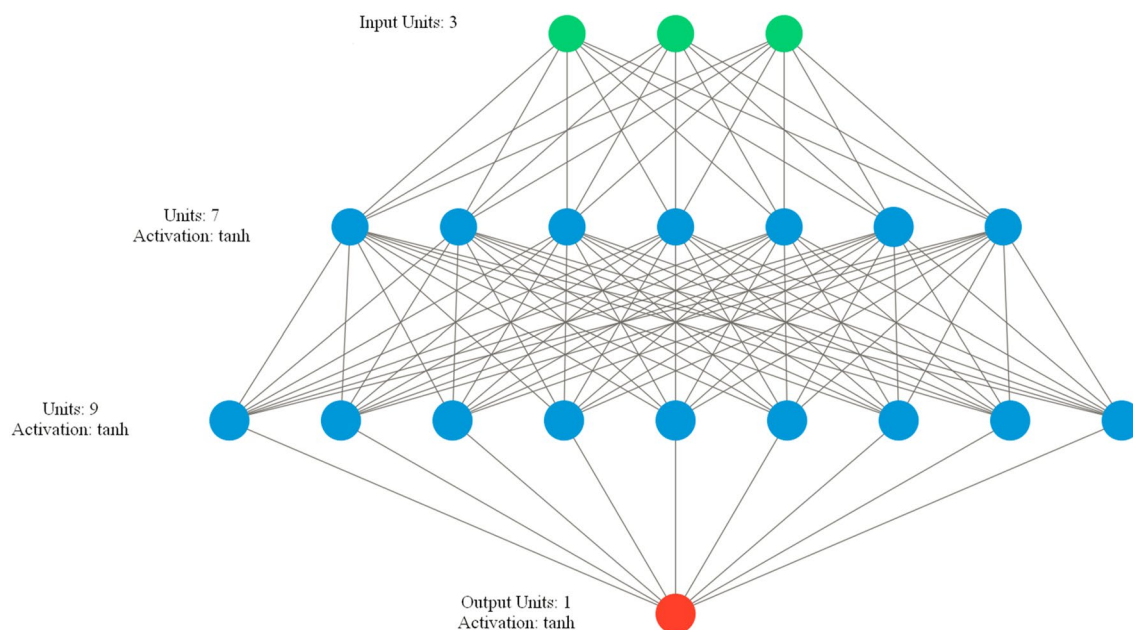 Input Units: 3
Units: 7
Activation: tanh
Units: 9
Activation: tanh
Output Units: 1
Activation: tanh